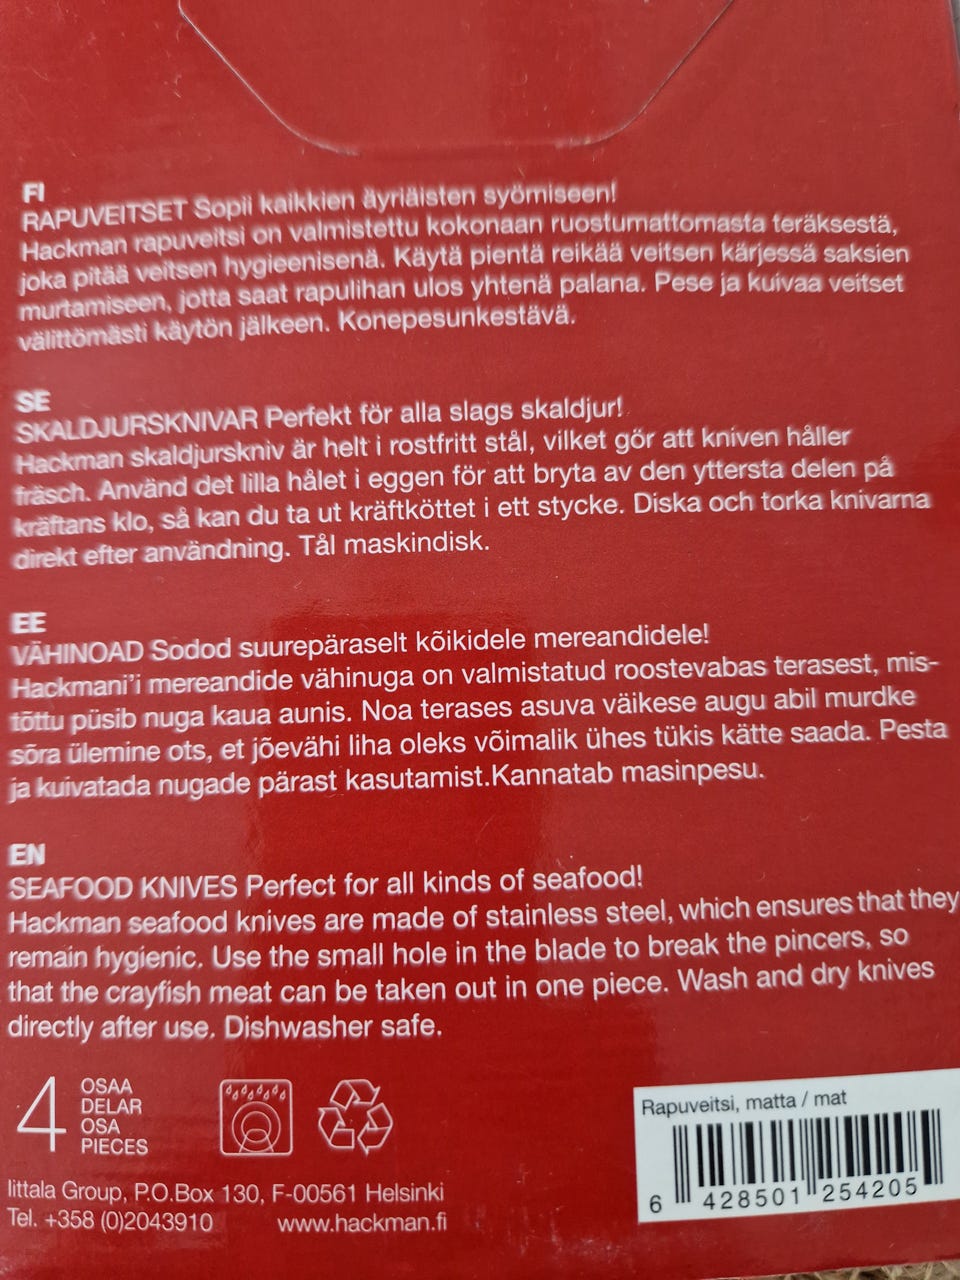 FI
RAPUVEITSET Sopii kaikkien äyriäisten syömiseen!
Hackman rapuveitsi on valmistettu kokonaan ruostumattomasta teräksestä,
joka pitää veitsen hygieenisenä. Käytä pientä reikää veitsen kärjessä saksien
murtamiseen, jotta saat rapulihan ulos yhtenä palana. Pese ja kuivaa veitset
välittömästi käytön jälkeen. Konepesunkestävä.
SE
SKALDJURSKNIVAR Perfekt för alla slags skaldjur!
Hackman skaldjurskniv är helt i rostfritt stål, vilket gör att kniven håller
fräsch. Använd det lilla hålet i eggen för att bryta av den yttersta delen på
kräftans klo, så kan du ta ut kräftköttet i ett stycke. Diska och torka knivarna
direkt efter användning. Tål maskindisk.
EE
VÄHINOAD Sodod suurepäraselt kõikidele mereandidele!
Hackmani'i mereandide vähinuga on valmistatud roostevabas terasest, mis-
tõttu püsib nuga kaua aunis. Noa terases asuva väikese augu abil murdke
sõra ülemine ots, et jõevähi liha oleks võimalik ühes tükis kätte saada. Pesta
ja kuivatada nugade pärast kasutamist.Kannatab masinpesu.
EN
SEAFOOD KNIVES Perfect for all kinds of seafood!
Hackman seafood knives are made of stainless steel, which ensures that they
remain hygienic. Use the small hole in the blade to break the pincers, so
that the crayfish meat can be taken out in one piece. Wash and dry knives
directly after use. Dishwasher safe.
4 OSAA
DELAR
OSA
PIECES
Iittala Group, P.O.Box 130, F-00561 Helsinki
Tel. +358 (0)2043910 www.hackman.fi
Rapuveitsi, matta / mat
6 428501 254205